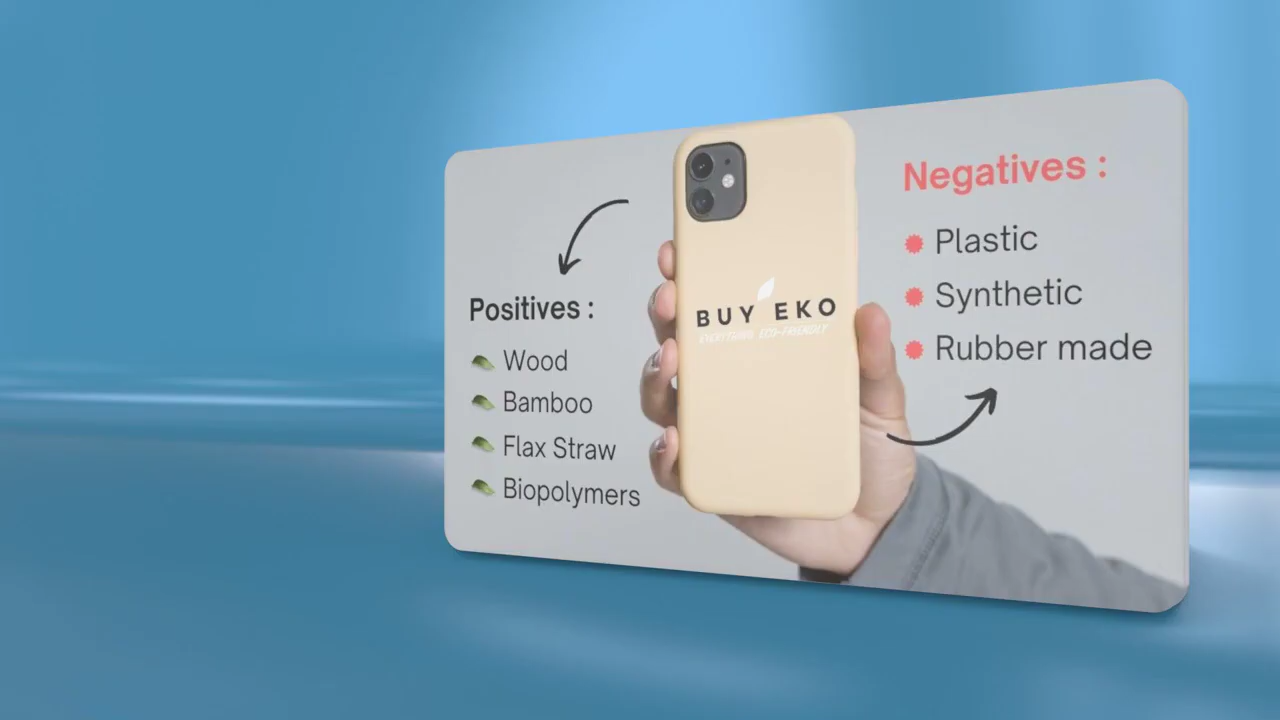 Positives :
Wood
Bamboo
Flax Straw
Biopolymers
BUY EKO
EVERYTHING ECO-FRIENDLY
Negatives :
Plastic
Synthetic
Rubber made